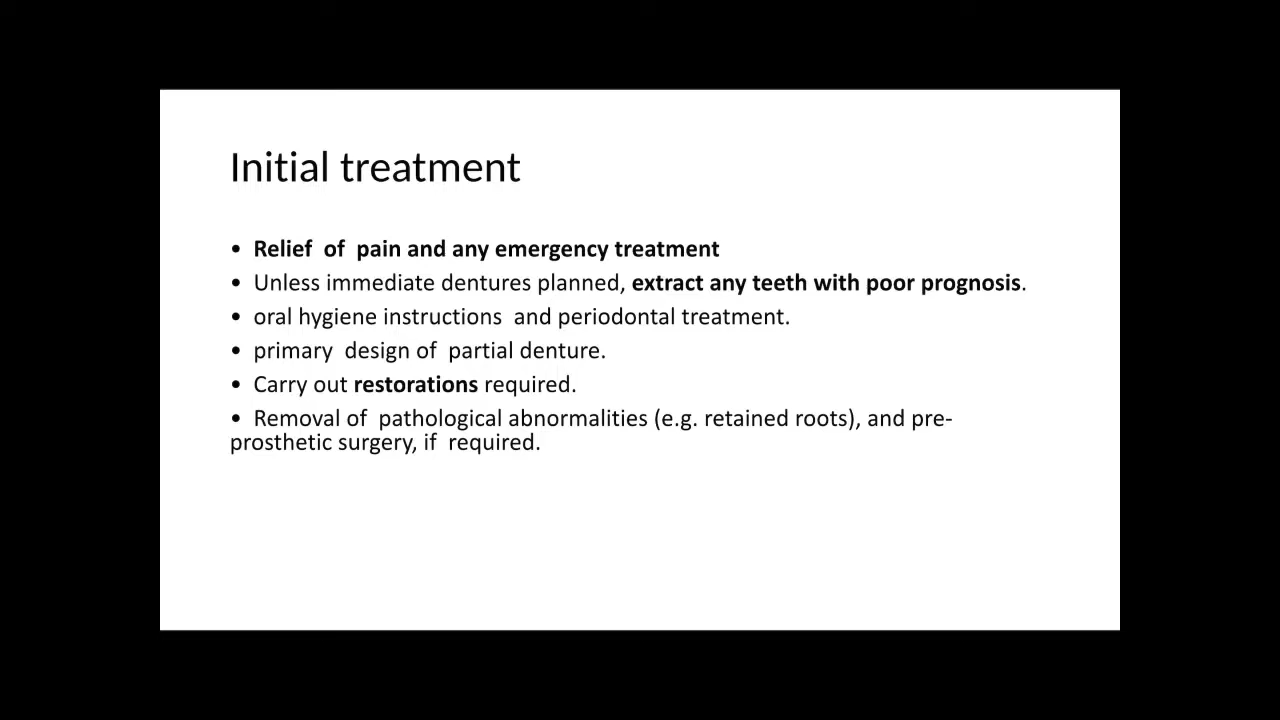 Initial treatment
• Relief of pain and any emergency treatment
• Unless immediate dentures planned, extract any teeth with poor prognosis.
• oral hygiene instructions and periodontal treatment.
• primary design of partial denture.
• Carry out restorations required.
• Removal of pathological abnormalities (e.g. retained roots), and pre-
prosthetic surgery, if required.